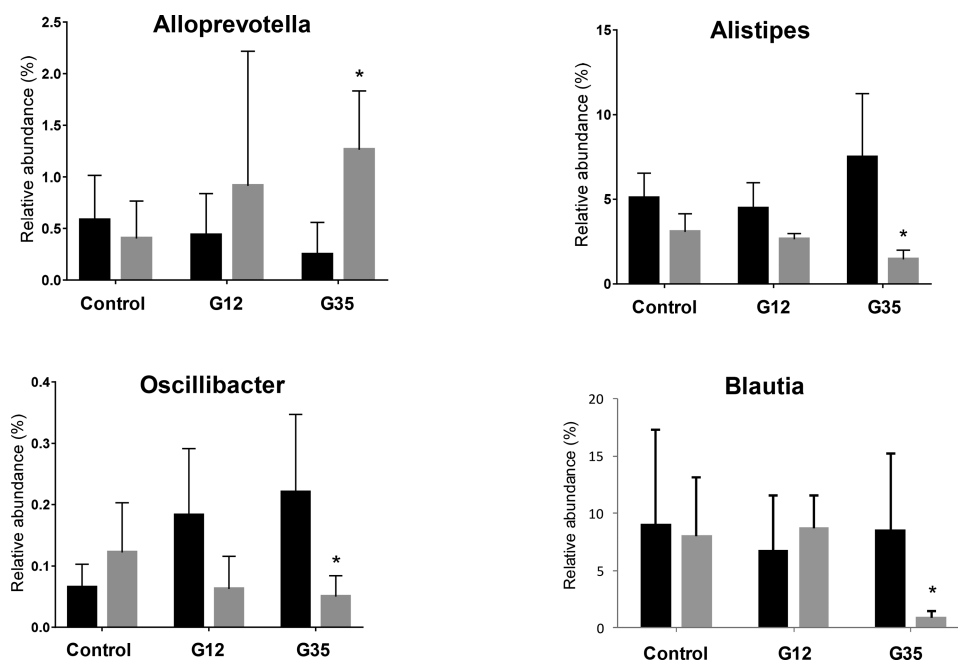 Alloprevotella
Relative abundance (%)
2.5
2.0
1.5
1.0
0.5
0.0
*
Control G12 G35
Alistipes
Relative abundance (%)
15
10
5
0
*
Control G12 G35
Oscillibacter
Relative abundance (%)
0.4
0.3
0.2
0.1
0.0
*
Control G12 G35
Blautia
Relative abundance (%)
20
15
10
5
0
*
Control G12 G35